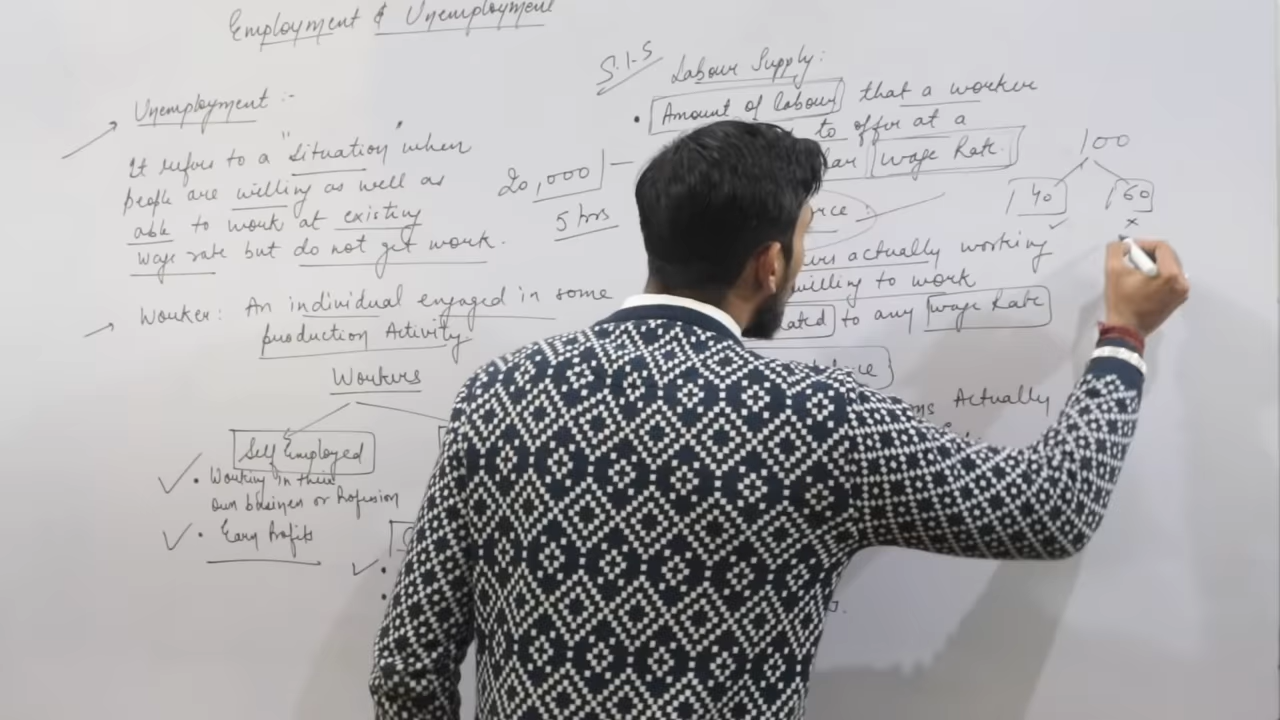 Employment & Unemployment
Unemployment :-
It refers to a "Situation" when
people are willing as well as
able to work at existing
wage rate but do not get work.
Worker: An individual engaged in some
production Activity
Workers
Self Employed
Working in their
own business or Profession
Earn Profits
20,000/-
5 hrs
S.I.S
Labour Supply:
Amount of labour that a worker
to offer at a
wage Rate.
actually working
willing to work
to any wage Rate
Actually
100
40 60